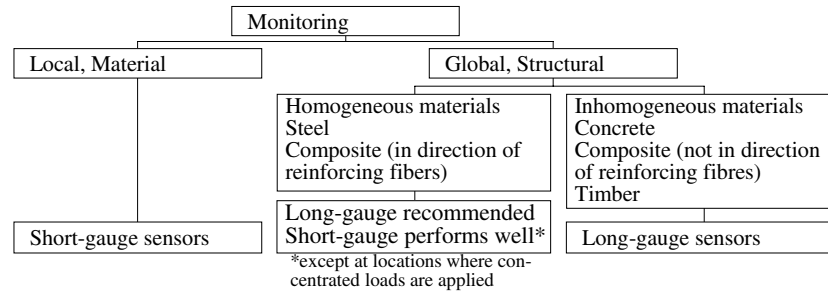 Monitoring
Local, Material
Global, Structural
Homogeneous materials
Steel
Composite (in direction of
reinforcing fibers)
Inhomogeneous materials
Concrete
Composite (not in direction
of reinforcing fibres)
Timber
Short-gauge sensors
Long-gauge recommended
Short-gauge performs well*
Long-gauge sensors
*except at locations where con-
centrated loads are applied